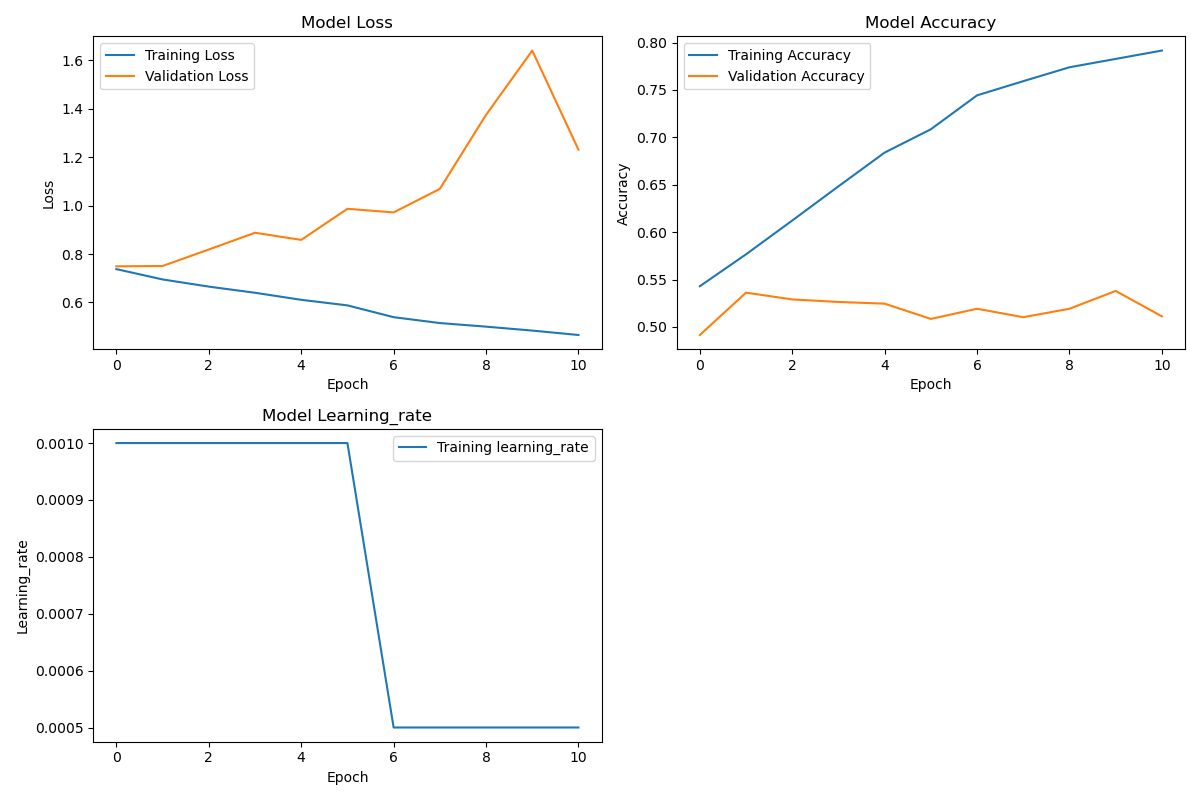 Model Loss
Training Loss
Validation Loss
1.6
1.4
1.2
1.0
0.8
0.6
Loss
0 2 4 6 8 10
Epoch
Model Accuracy
Training Accuracy
Validation Accuracy
0.80
0.75
0.70
0.65
0.60
0.55
0.50
Accuracy
0 2 4 6 8 10
Epoch
Model Learning_rate
Training learning_rate
0.0010
0.0009
0.0008
0.0007
0.0006
0.0005
Learning_rate
0 2 4 6 8 10
Epoch